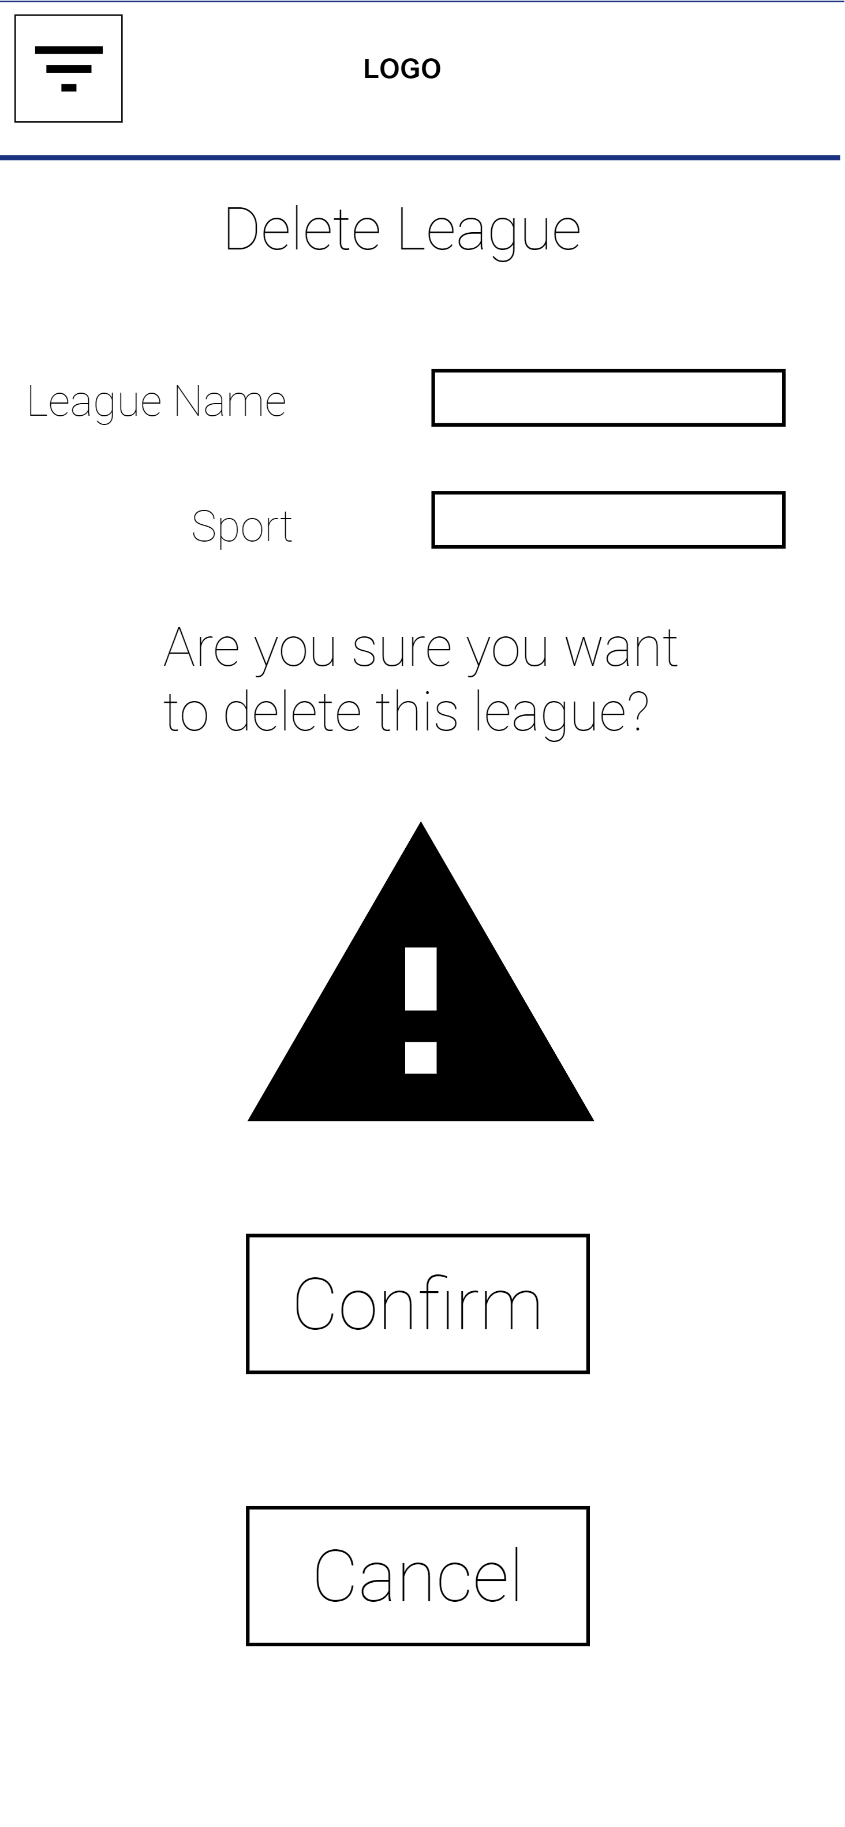 LOGO
Delete League
League Name
Sport
Are you sure you want
to delete this league?
Confirm
Cancel